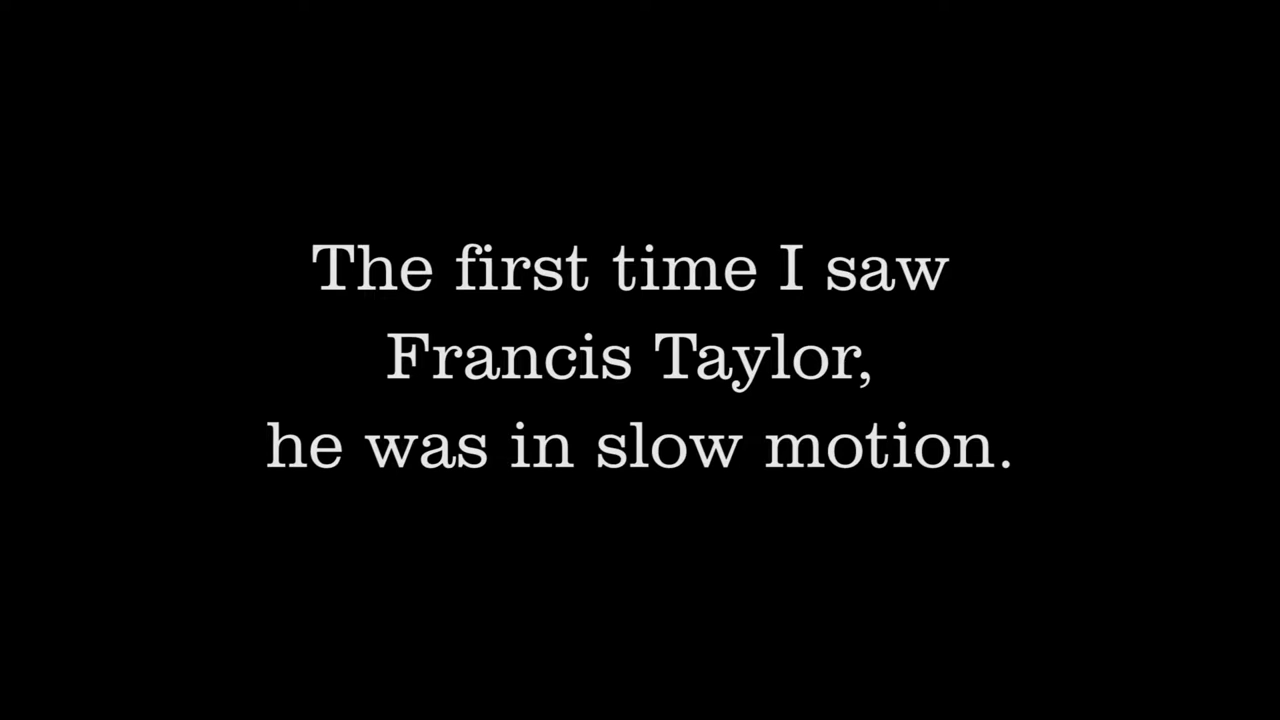 The first time I saw
Francis Taylor,
he was in slow motion.